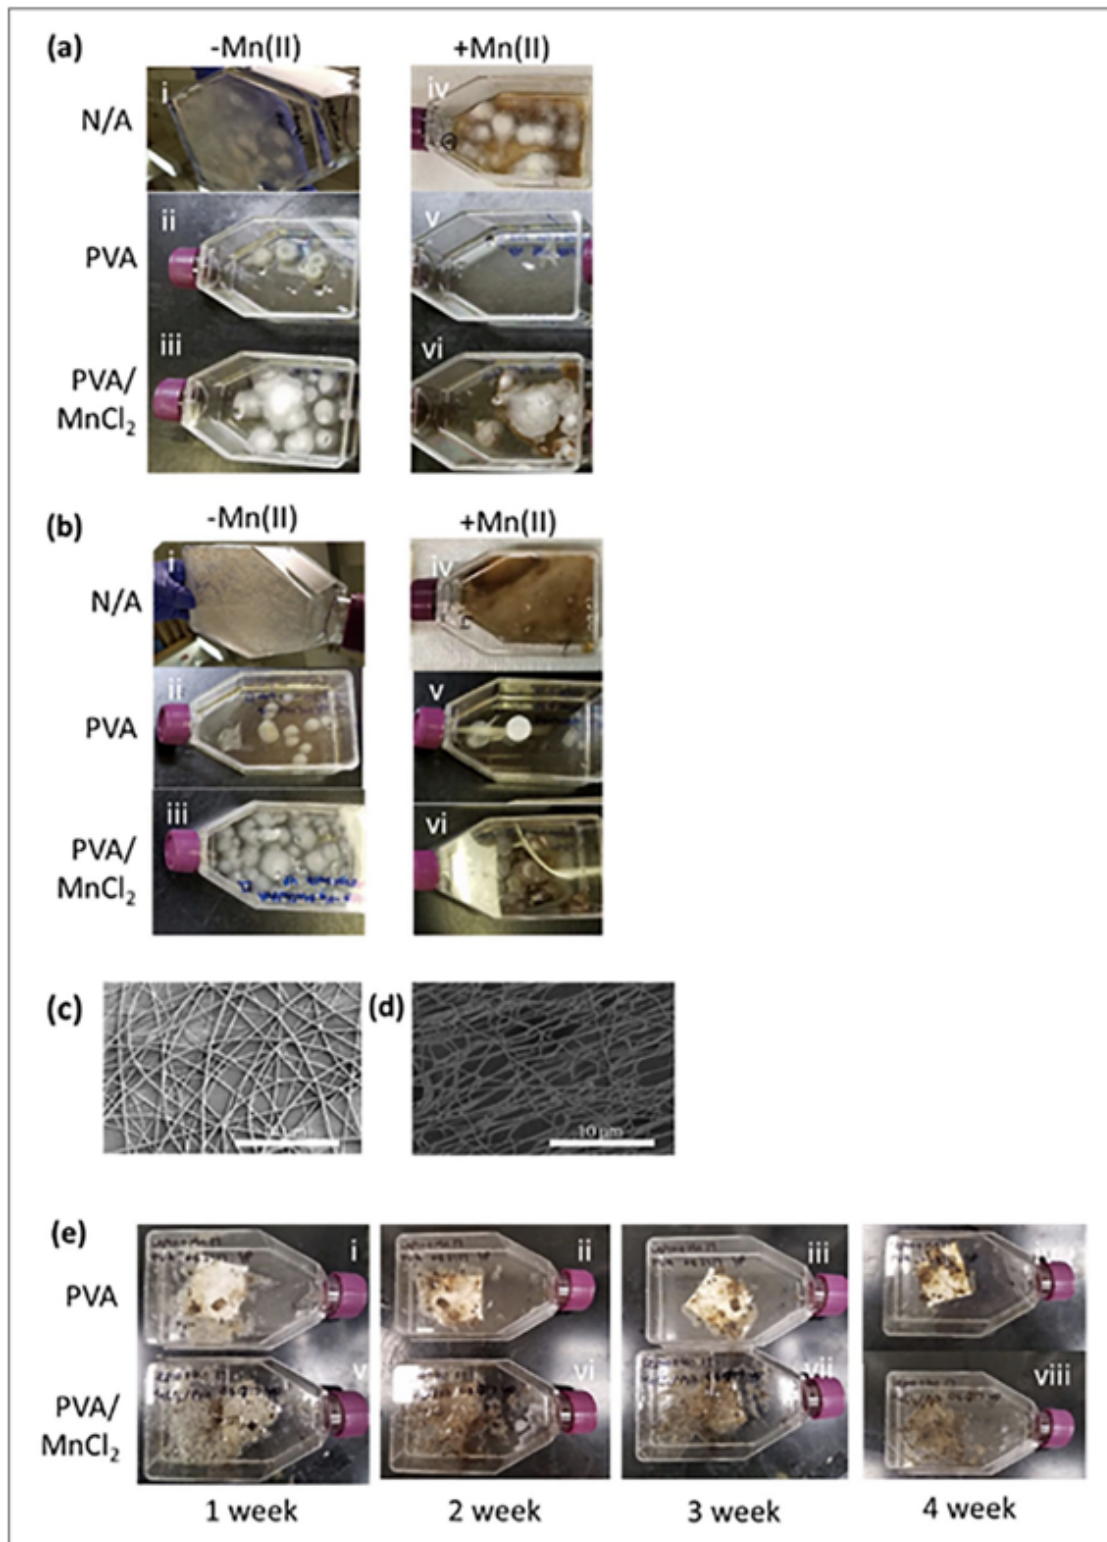 (a)
-Mn(II) +Mn(II)
N/A i iv
PVA ii v
PVA/
MnCl₂ iii vi
(b)
-Mn(II) +Mn(II)
N/A i iv
PVA ii v
PVA/
MnCl₂ iii vi
(c) (d)
10 µm
(e)
PVA i ii iii
PVA/
MnCl₂ v vi vii viii
1 week 2 week 3 week 4 week